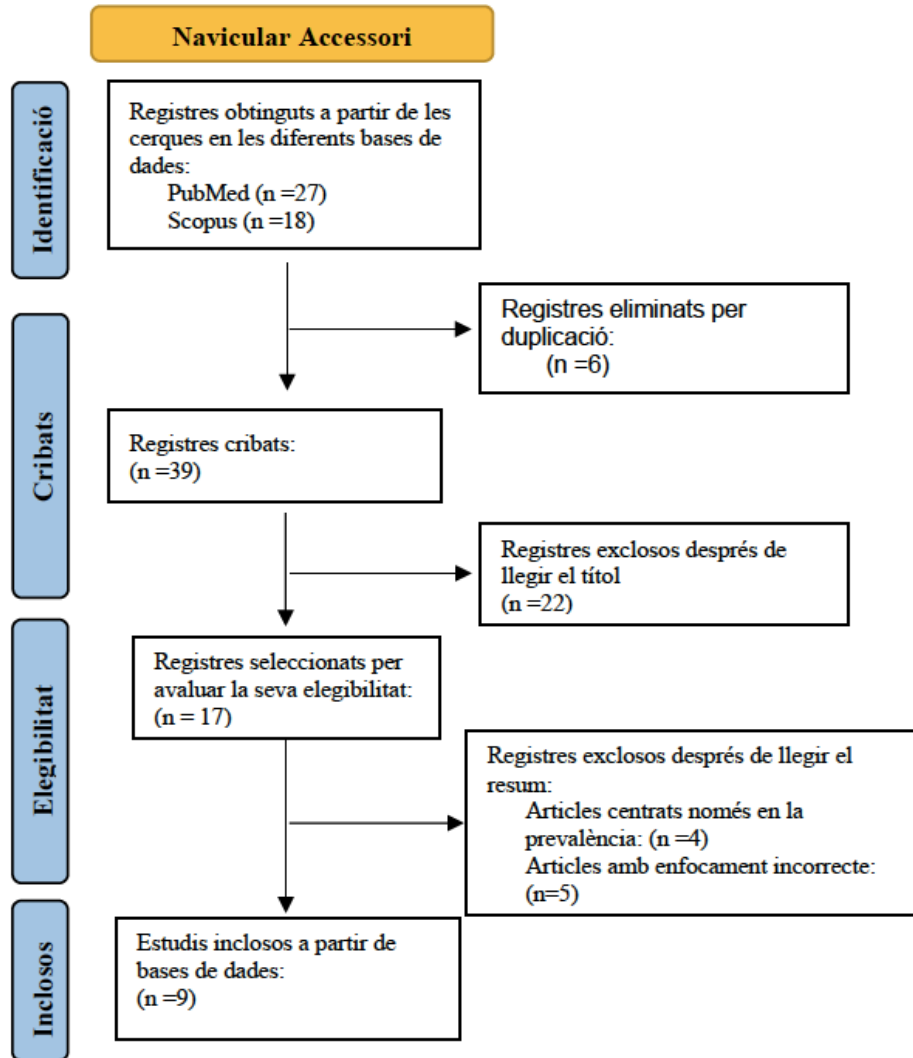 Navicular Accessori
Identificació
Registres obtinguts a partir de les
cerques en les diferents bases de
dades:
PubMed (n =27)
Scopus (n =18)
Registres eliminats per
duplicació:
(n =6)
Cribats
Registres cribats:
(n =39)
Registres exclosos després de
llegir el títol
(n =22)
Elegibilitat
Registres seleccionats per
avaluar la seva elegibilitat:
(n = 17)
Registres exclosos després de llegir el
resum:
Articles centrats només en la
prevalència: (n =4)
Articles amb enfocament incorrecte:
(n=5)
Inclosos
Estudis inclosos a partir de
bases de dades:
(n =9)